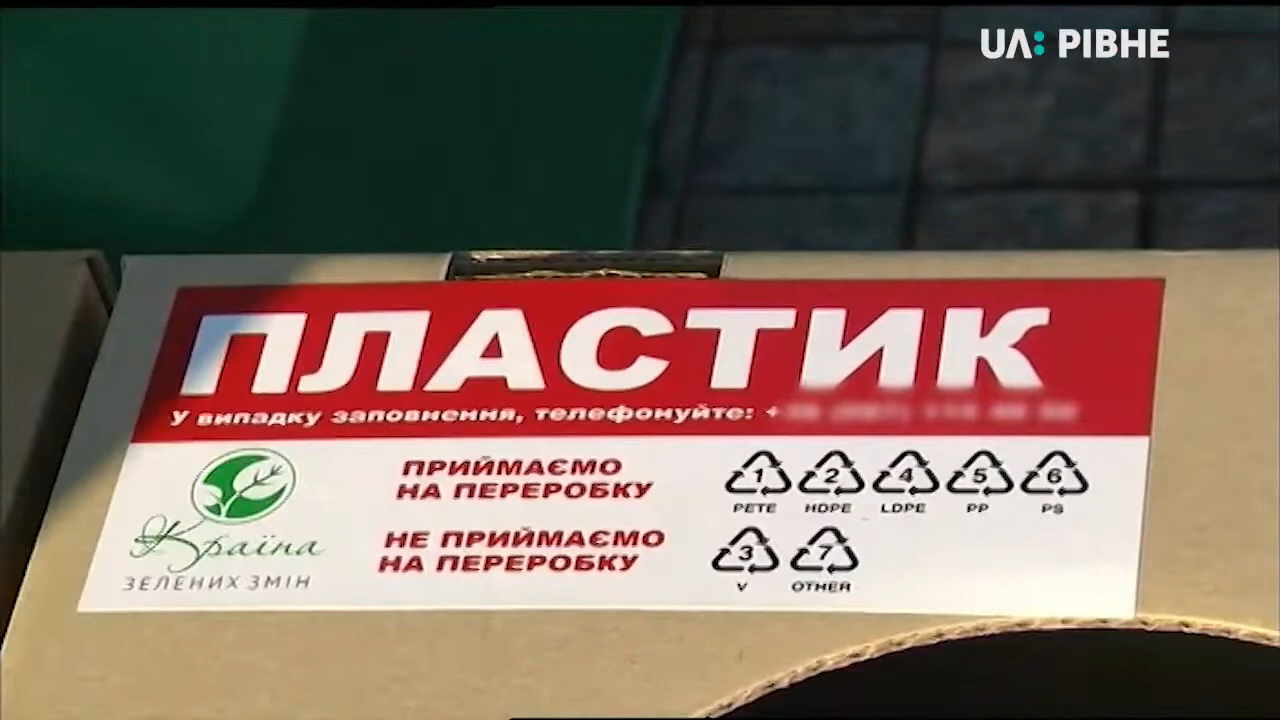 UA: РІВНЕ
ПЛАСТИК
У випадку заповнення, телефонуйте: +
ПРИЙМАЄМО
НА ПЕРЕРОБКУ
1 2 4 5 6
PETE HDPE LDPE PP PS
НЕ ПРИЙМАЄМО
НА ПЕРЕРОБКУ
3 7
V OTHER
Країна
ЗЕЛЕНИХ ЗМІН